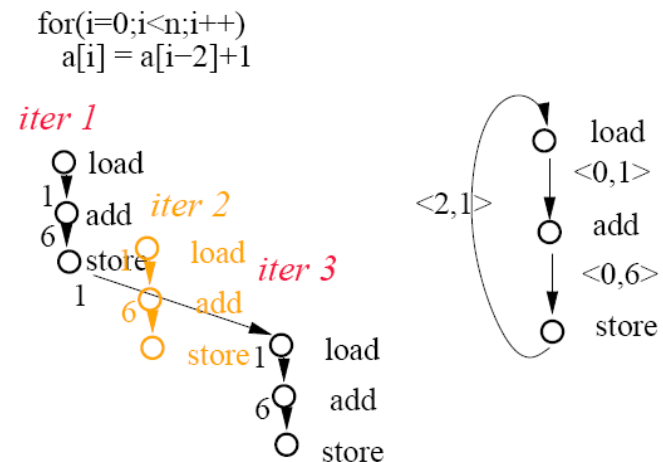 for(i=0;i<n;i++)
a[i] = a[i−2]+1
iter 1
load
1
add
6
store
1
iter 2
1
load
6
add
store
iter 3
1
load
6
add
store
load
<0,1>
<2,1>
add
<0,6>
store